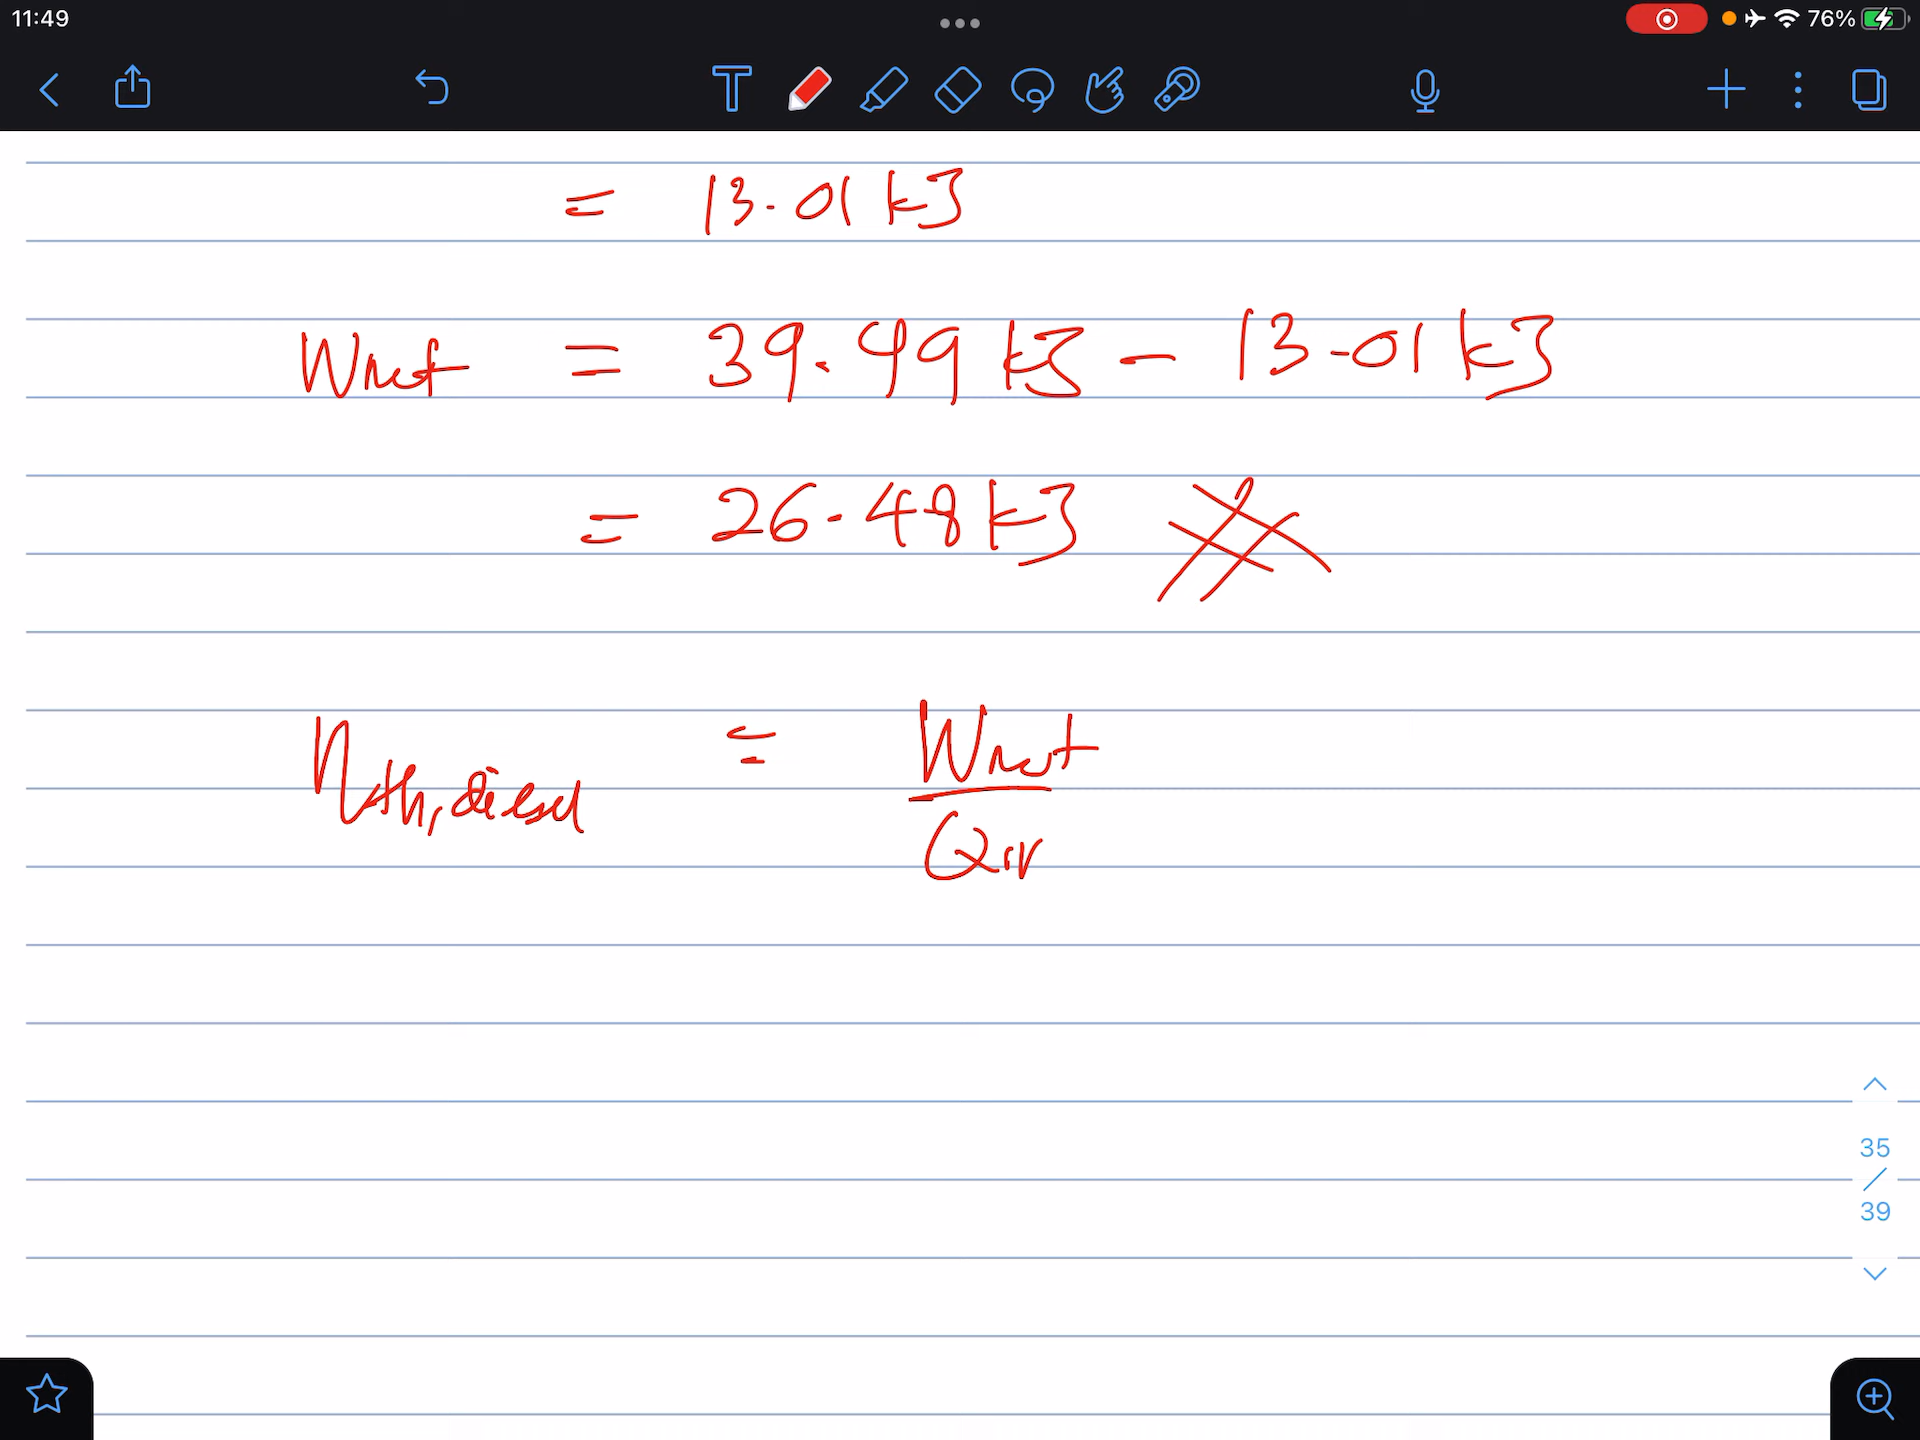 11:49
76%
= 13.01 kJ
Wnet = 39.49 kJ - 13.01 kJ
= 26.48 kJ
ηth, diesel = Wnet
Qin
35
/
39